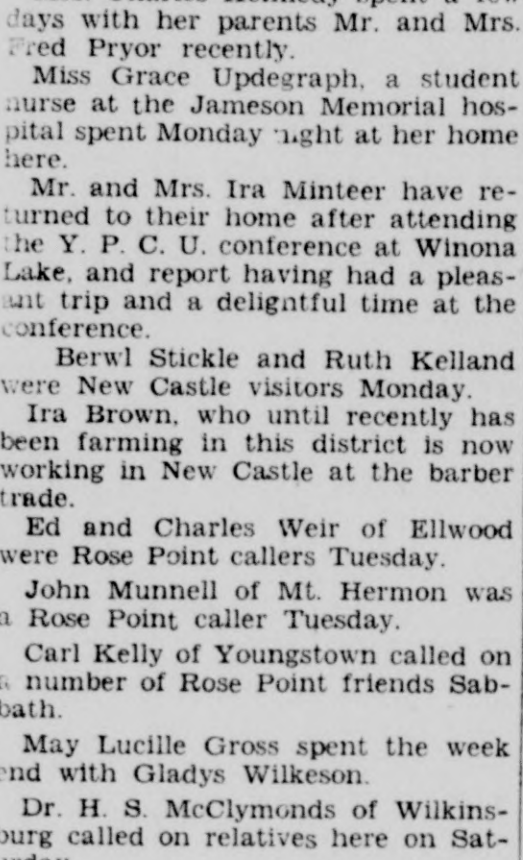 days with her parents Mr. and Mrs.
Fred Pryor recently.
Miss Grace Updegraph, a student
nurse at the Jameson Memorial hos-
pital spent Monday night at her home
here.
Mr. and Mrs. Ira Minteer have re-
turned to their home after attending
the Y. P. C. U. conference at Winona
Lake, and report having had a pleas-
ant trip and a delightful time at the
conference.
Berwl Stickle and Ruth Kelland
were New Castle visitors Monday.
Ira Brown, who until recently has
been farming in this district is now
working in New Castle at the barber
trade.
Ed and Charles Weir of Ellwood
were Rose Point callers Tuesday.
John Munnell of Mt. Hermon was
a Rose Point caller Tuesday.
Carl Kelly of Youngstown called on
a number of Rose Point friends Sab-
bath.
May Lucille Gross spent the week
end with Gladys Wilkeson.
Dr. H. S. McClymonds of Wilkins-
burg called on relatives here on Sat-